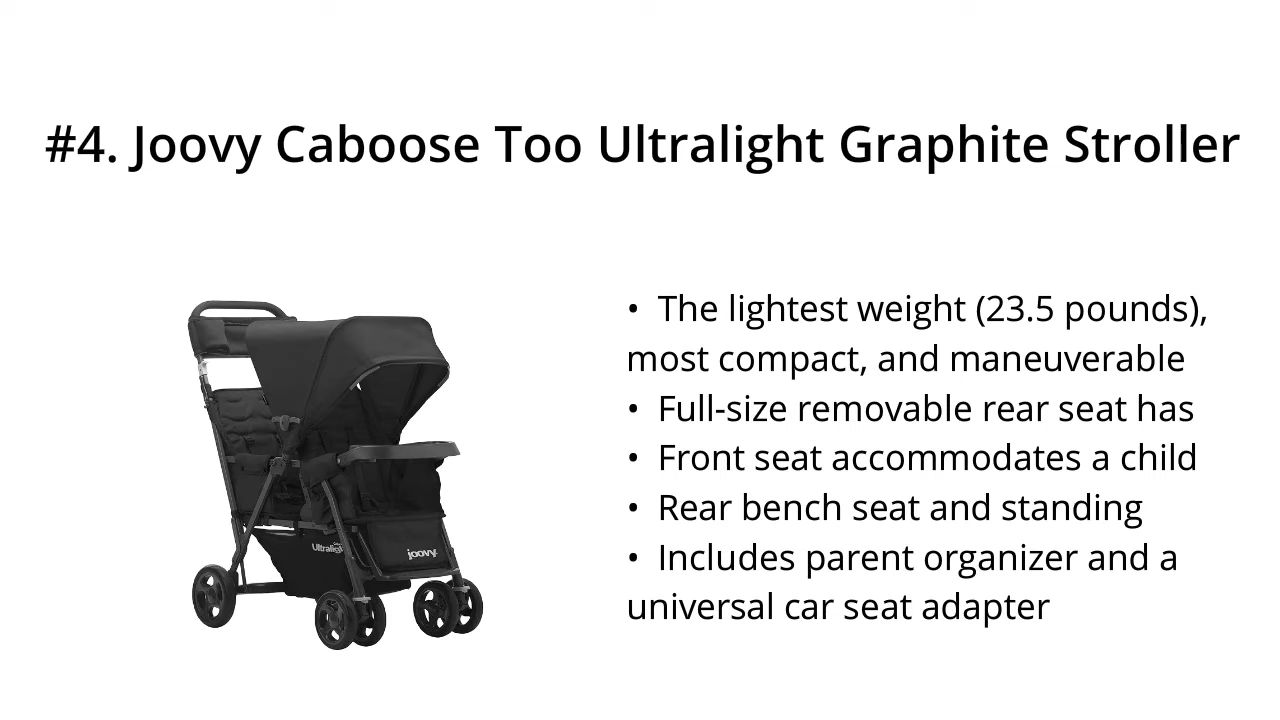 #4. Joovy Caboose Too Ultralight Graphite Stroller
• The lightest weight (23.5 pounds),
most compact, and maneuverable
• Full-size removable rear seat has
• Front seat accommodates a child
• Rear bench seat and standing
• Includes parent organizer and a
universal car seat adapter
joovy